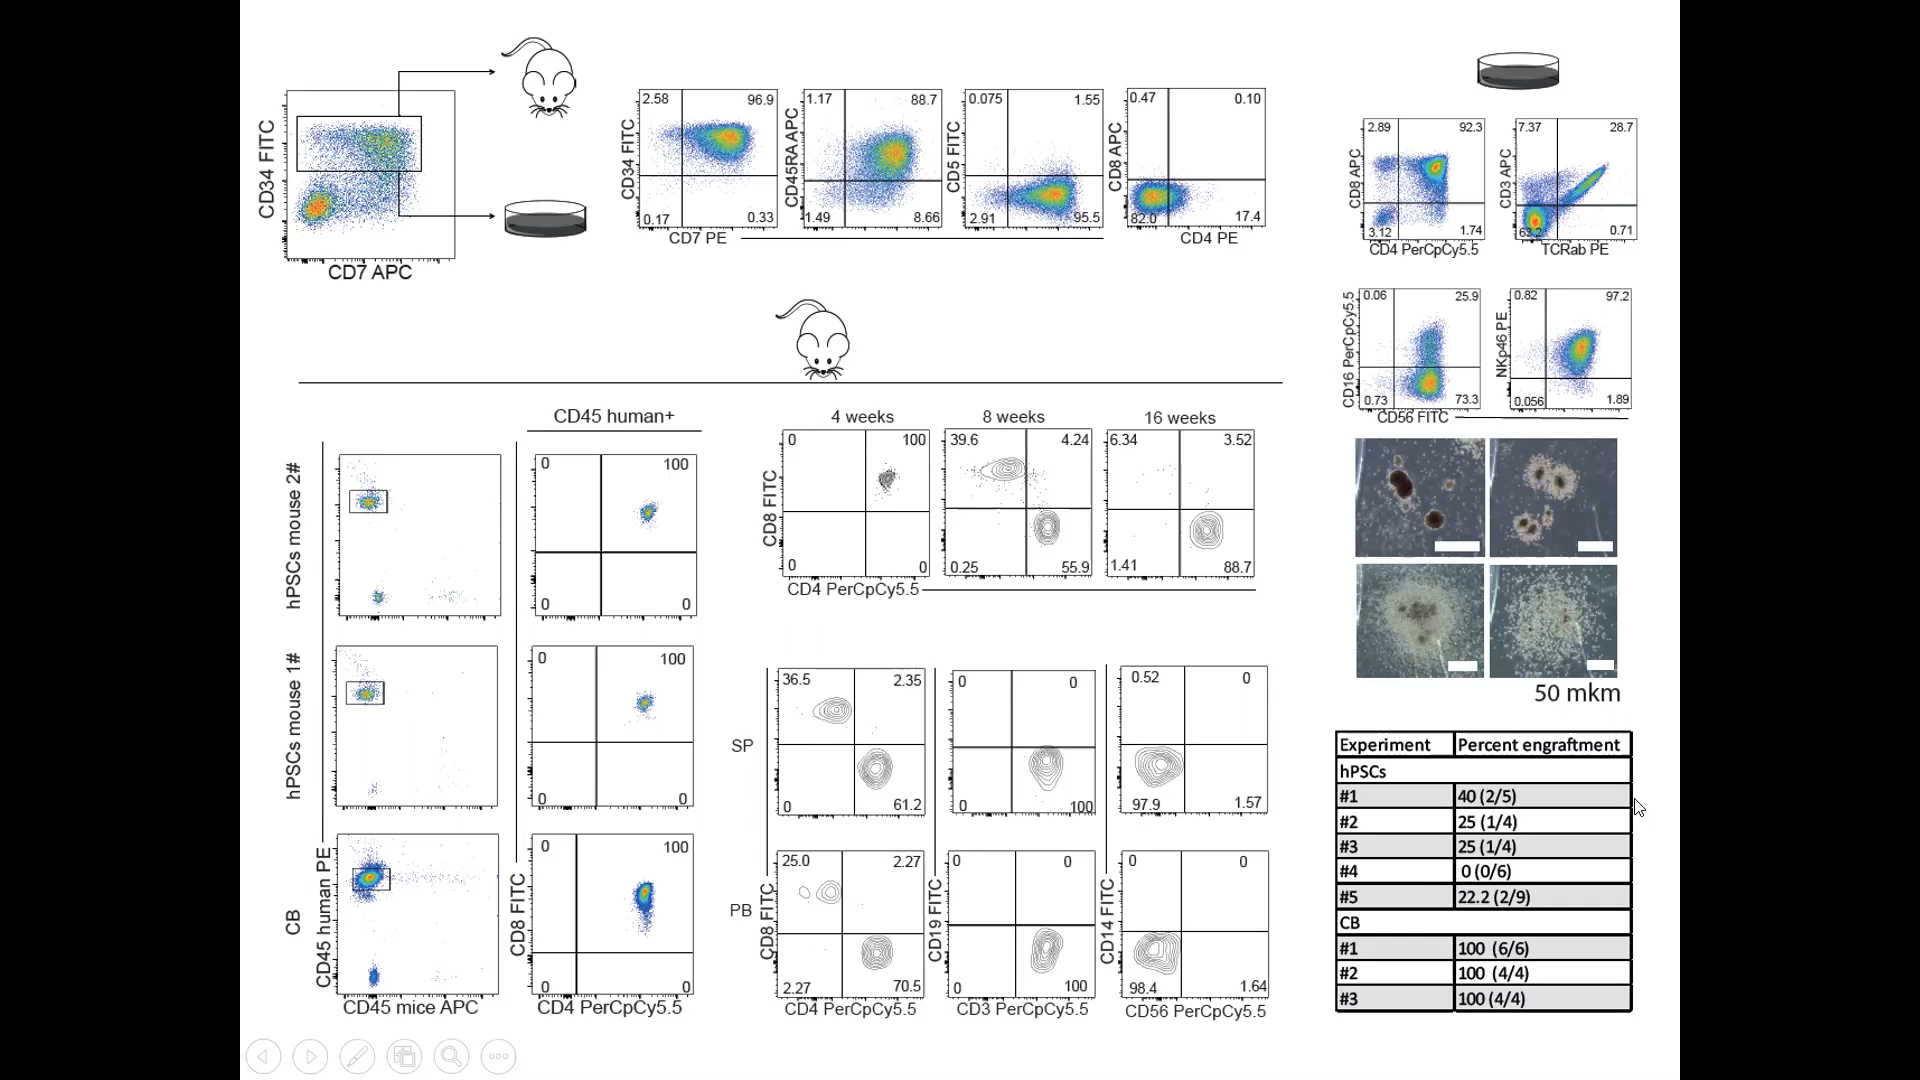 CD34 FITC
CD7 APC
2.58 96.9
0.17 0.33
CD34 FITC
CD7 PE
1.17 88.7
1.49 8.66
CD45RA APC
0.075 1.55
2.91 95.5
CD5 FITC
0.47 0.10
82.0 17.4
CD8 APC
CD4 PE
2.89 92.3
3.12 1.74
CD8 APC
CD4 PerCpCy5.5
7.37 28.7
63.2 0.71
CD3 APC
TCRab PE
0.06 25.9
0.73 73.3
CD16 PerCpCy5.5
CD56 FITC
0.82 97.2
0.056 1.89
NKp46 PE
50 mkm
CD45 human+
hPSCs mouse 2#
0 100
0 0
hPSCs mouse 1#
0 100
0 0
CB
CD45 human PE
CD45 mice APC
0 100
0 0
CD8 FITC
CD4 PerCpCy5.5
4 weeks
8 weeks
16 weeks
0 100
0 0
39.6 4.24
0.25 55.9
6.34 3.52
1.41 88.7
CD8 FITC
CD4 PerCpCy5.5
SP
36.5 2.35
0 61.2
0 0
0 100
0.52 0
97.9 1.57
PB
25.0 2.27
2.27 70.5
0 0
0 100
0 0
98.4 1.64
CD8 FITC
CD4 PerCpCy5.5
CD19 FITC
CD3 PerCpCy5.5
CD14 FITC
CD56 PerCpCy5.5
Experiment Percent engraftment
hPSCs
#1 40 (2/5)
#2 25 (1/4)
#3 25 (1/4)
#4 0 (0/6)
#5 22.2 (2/9)
CB
#1 100 (6/6)
#2 100 (4/4)
#3 100 (4/4)